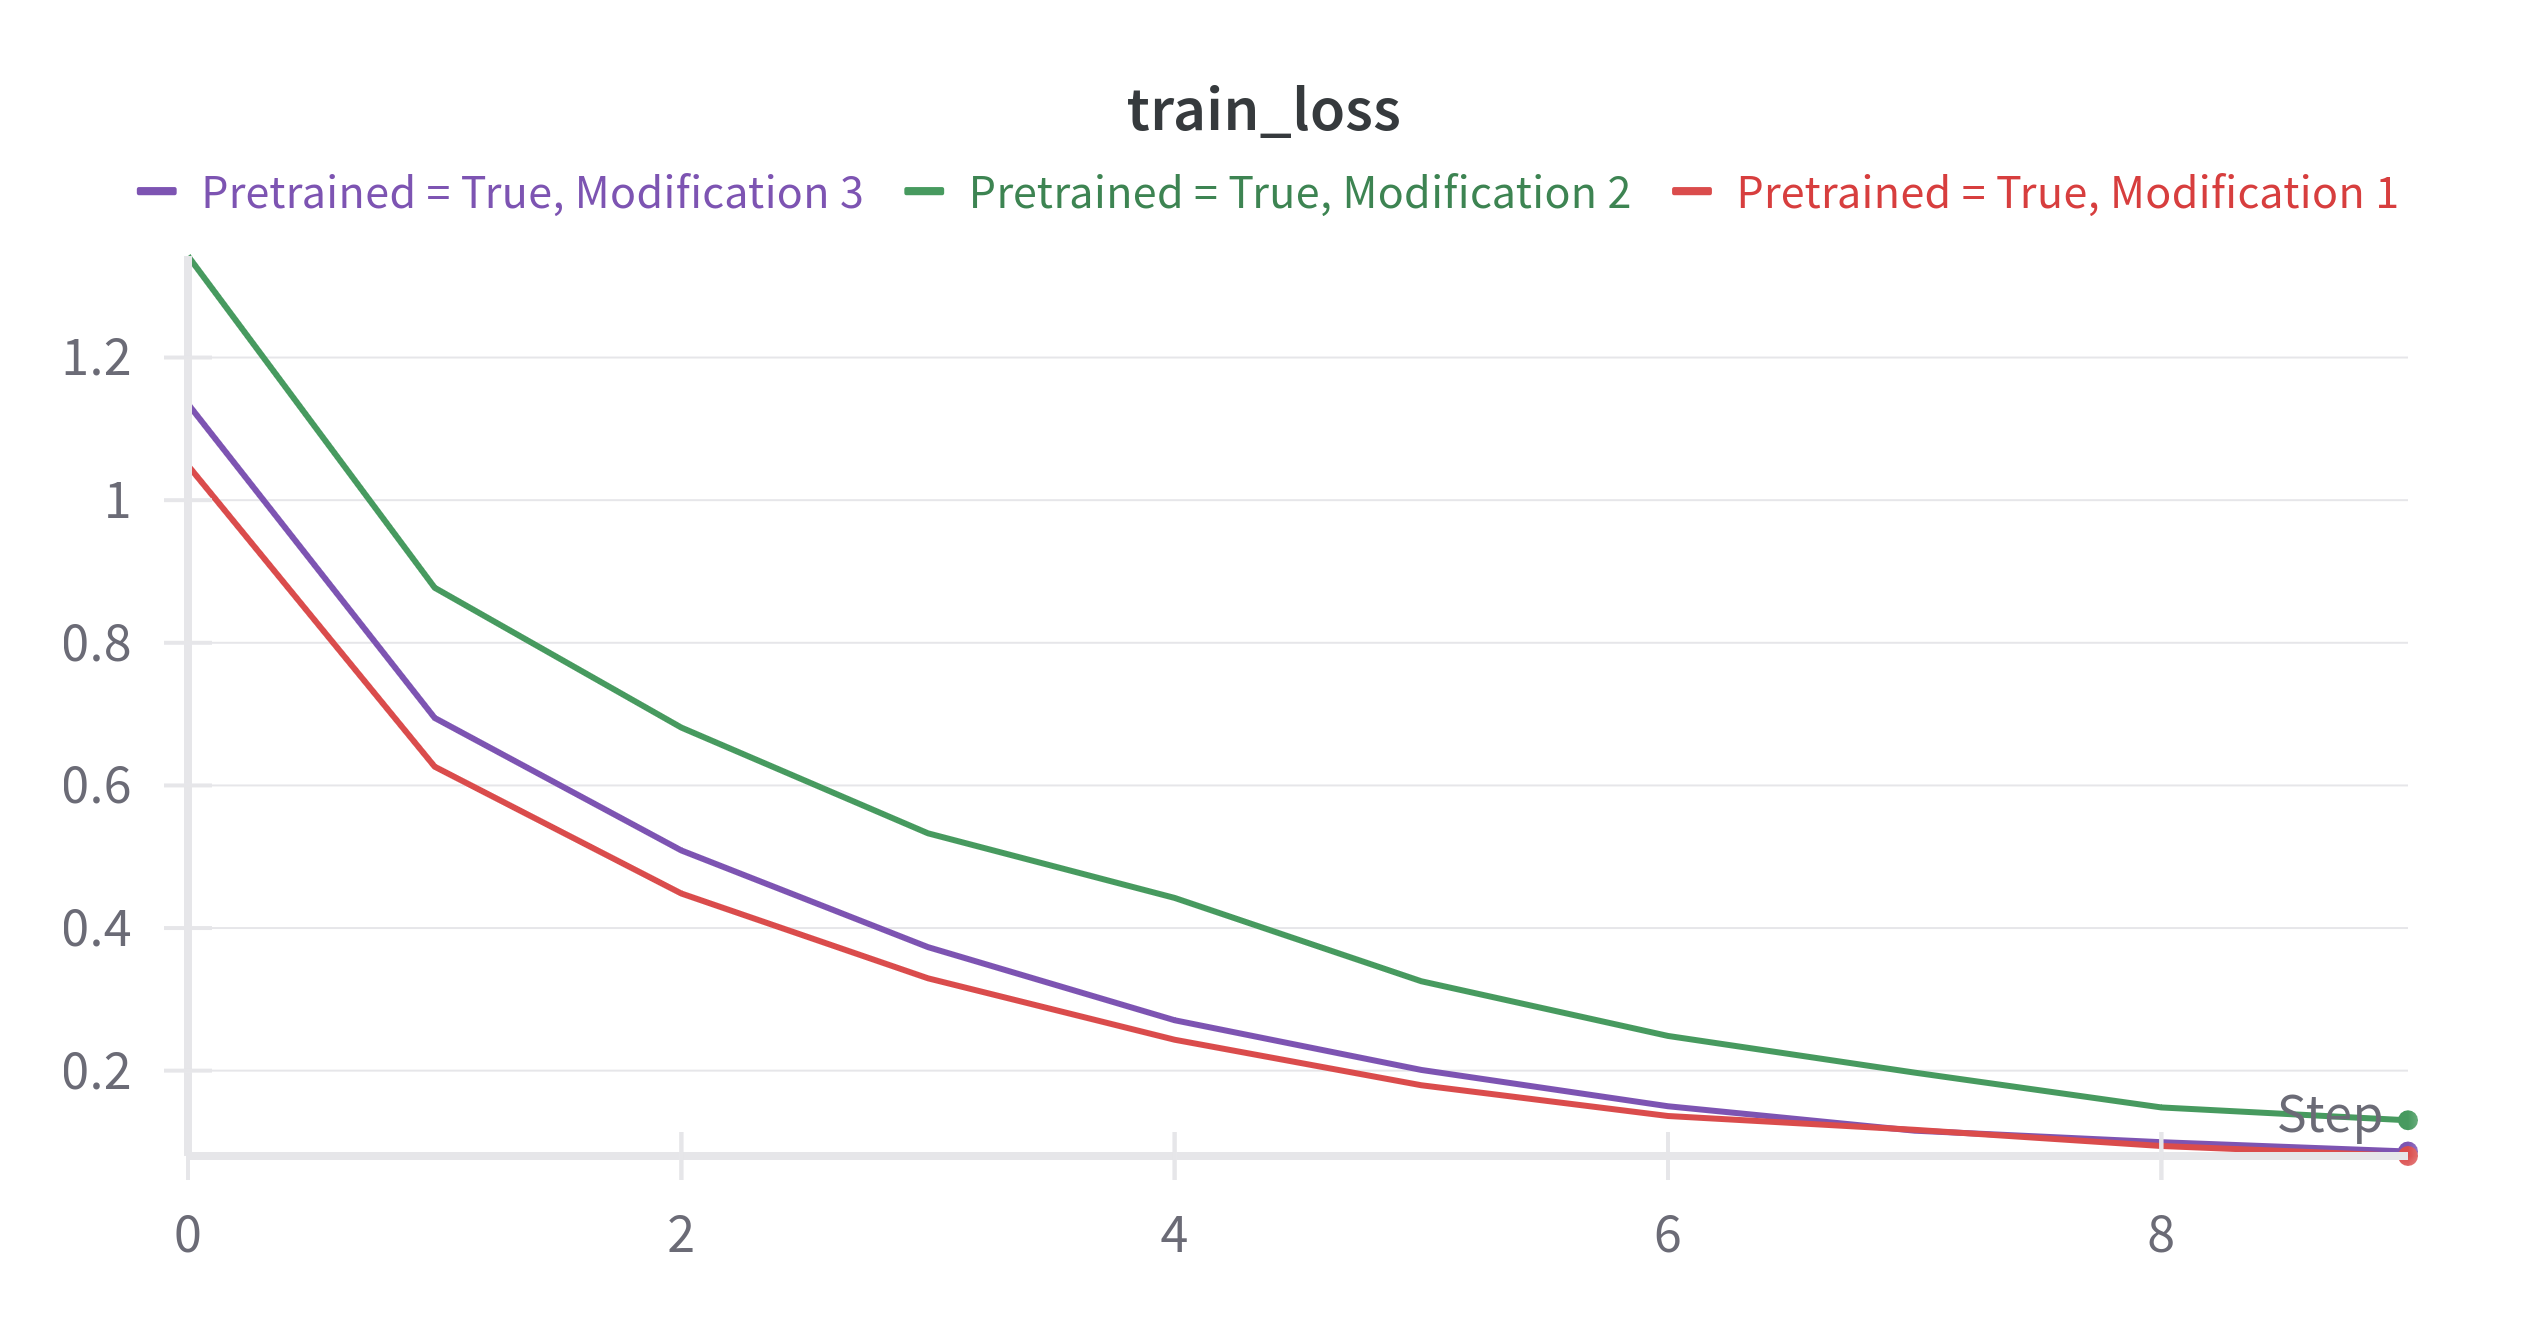 train_loss
Pretrained = True, Modification 3 Pretrained = True, Modification 2 Pretrained = True, Modification 1
1.2
1
0.8
0.6
0.4
0.2
Step
0 2 4 6 8